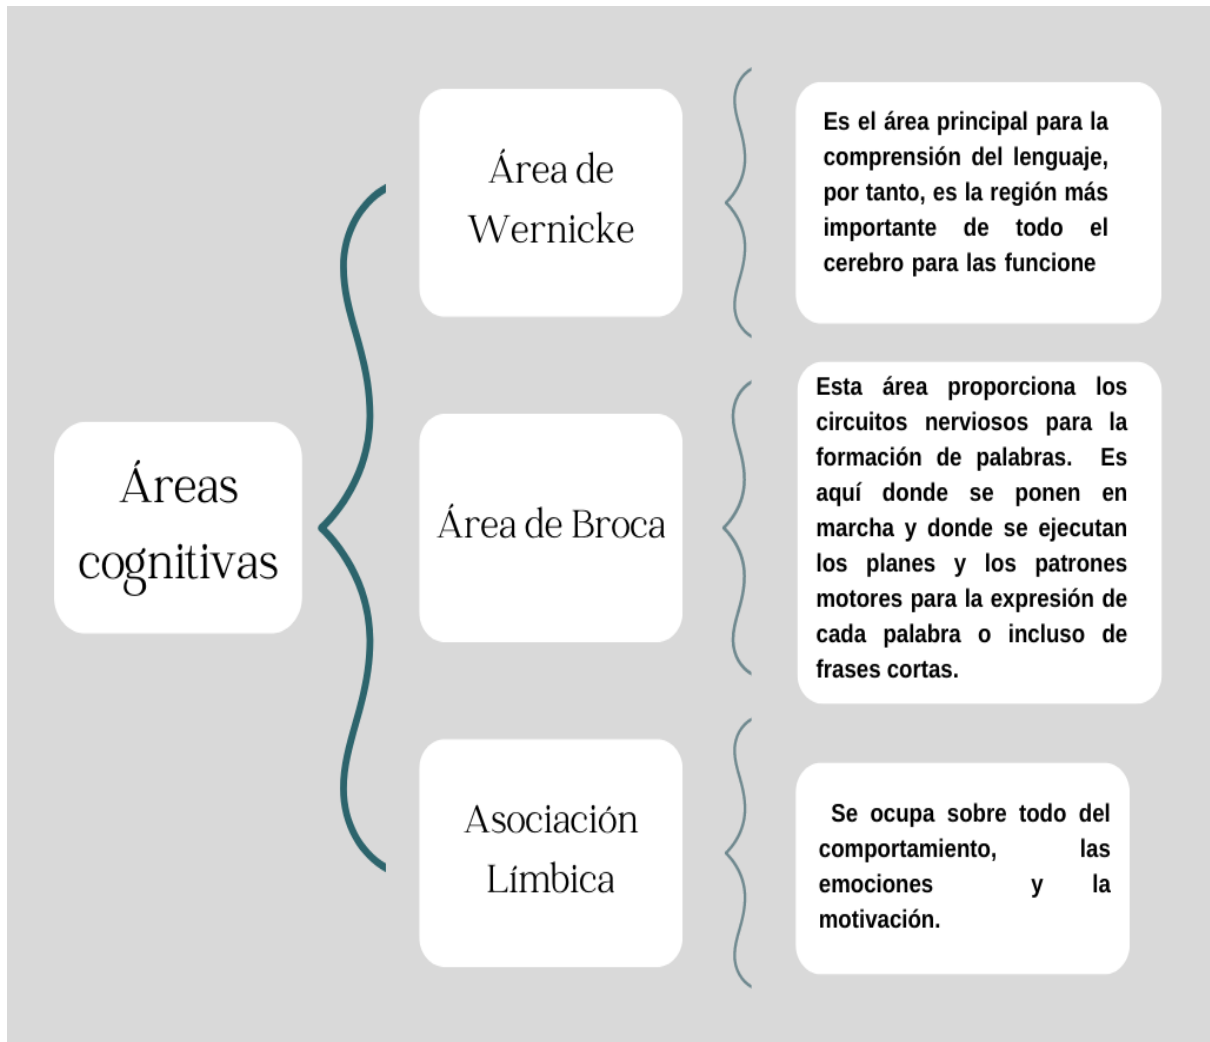 Áreas
cognitivas
Área de
Wernicke
Es el área principal para la
comprensión del lenguaje,
por tanto, es la región más
importante de todo el
cerebro para las funcione
Área de Broca
Esta área proporciona los
circuitos nerviosos para la
formación de palabras. Es
aquí donde se ponen en
marcha y donde se ejecutan
los planes y los patrones
motores para la expresión de
cada palabra o incluso de
frases cortas.
Asociación
Límbica
Se ocupa sobre todo del
comportamiento, las
emociones y la
motivación.